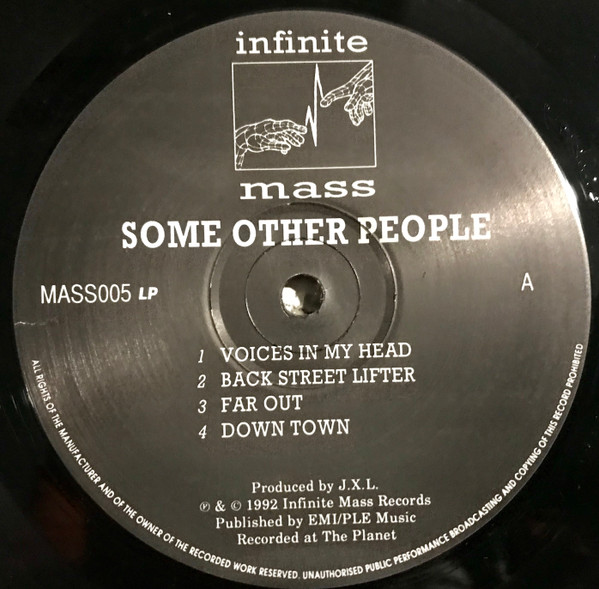 infinite
mass
SOME OTHER PEOPLE
MASS005 LP
A
1 VOICES IN MY HEAD
2 BACK STREET LIFTER
3 FAR OUT
4 DOWN TOWN
Produced by J.X.L.
℗ & © 1992 Infinite Mass Records
Published by EMI/PLE Music
Recorded at The Planet
ALL RIGHTS OF THE MANUFACTURER AND OF THE OWNER OF THE RECORDED WORK RESERVED. UNAUTHORISED PUBLIC PERFORMANCE BROADCASTING AND COPYING OF THIS RECORD PROHIBITED